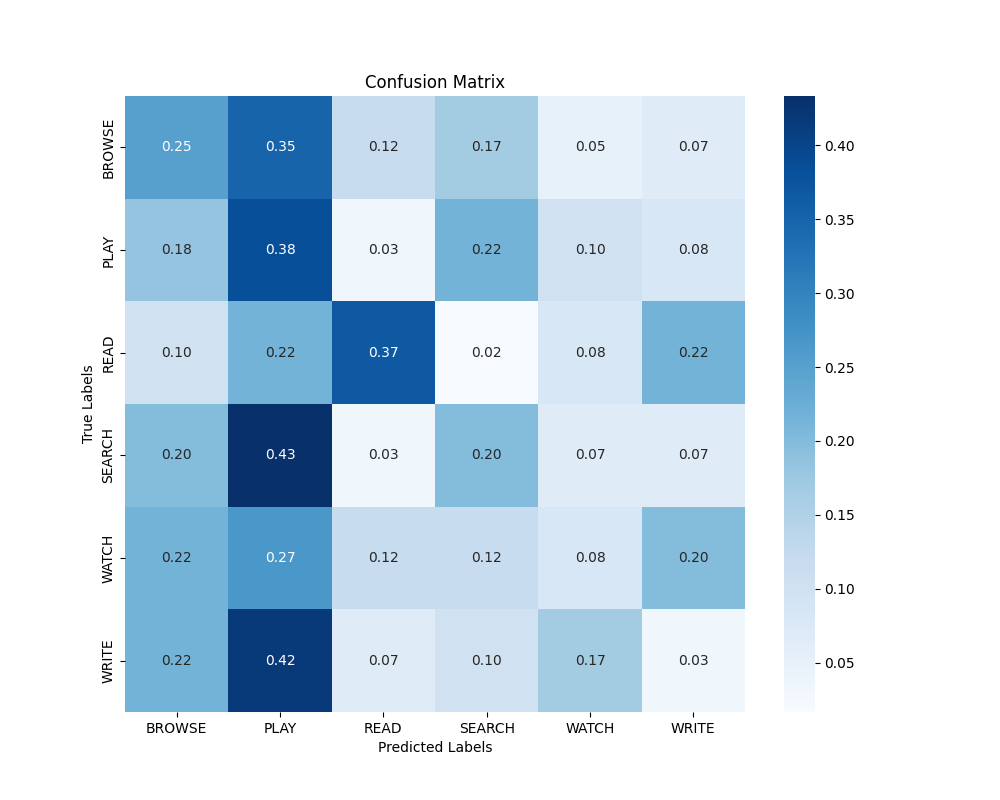 Confusion Matrix
BROWSE 0.25 0.35 0.12 0.17 0.05 0.07
PLAY 0.18 0.38 0.03 0.22 0.10 0.08
READ 0.10 0.22 0.37 0.02 0.08 0.22
SEARCH 0.20 0.43 0.03 0.20 0.07 0.07
WATCH 0.22 0.27 0.12 0.12 0.08 0.20
WRITE 0.22 0.42 0.07 0.10 0.17 0.03
True Labels
BROWSE PLAY READ SEARCH WATCH WRITE
Predicted Labels
0.40
0.35
0.30
0.25
0.20
0.15
0.10
0.05